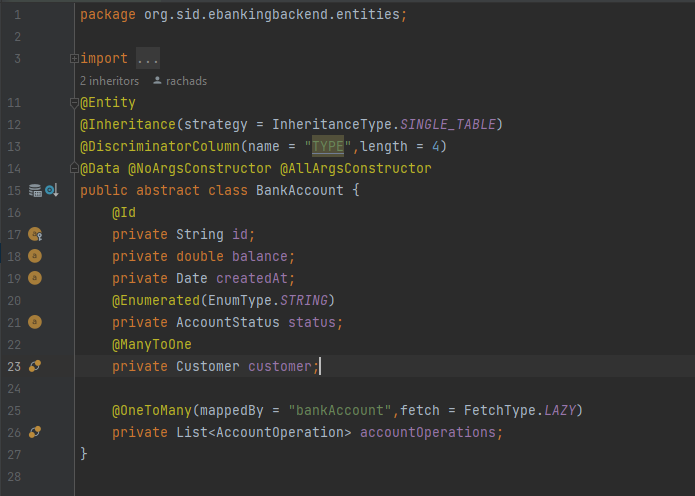 1 package org.sid.ebankingbackend.entities;
2
3 import ...
2 inheritors rachads
11 @Entity
12 @Inheritance(strategy = InheritanceType.SINGLE_TABLE)
13 @DiscriminatorColumn(name = "TYPE",length = 4)
14 @Data @NoArgsConstructor @AllArgsConstructor
15 public abstract class BankAccount {
16 @Id
17 private String id;
18 private double balance;
19 private Date createdAt;
20 @Enumerated(EnumType.STRING)
21 private AccountStatus status;
22 @ManyToOne
23 private Customer customer;
24
25 @OneToMany(mappedBy = "bankAccount",fetch = FetchType.LAZY)
26 private List<AccountOperation> accountOperations;
27 }
28